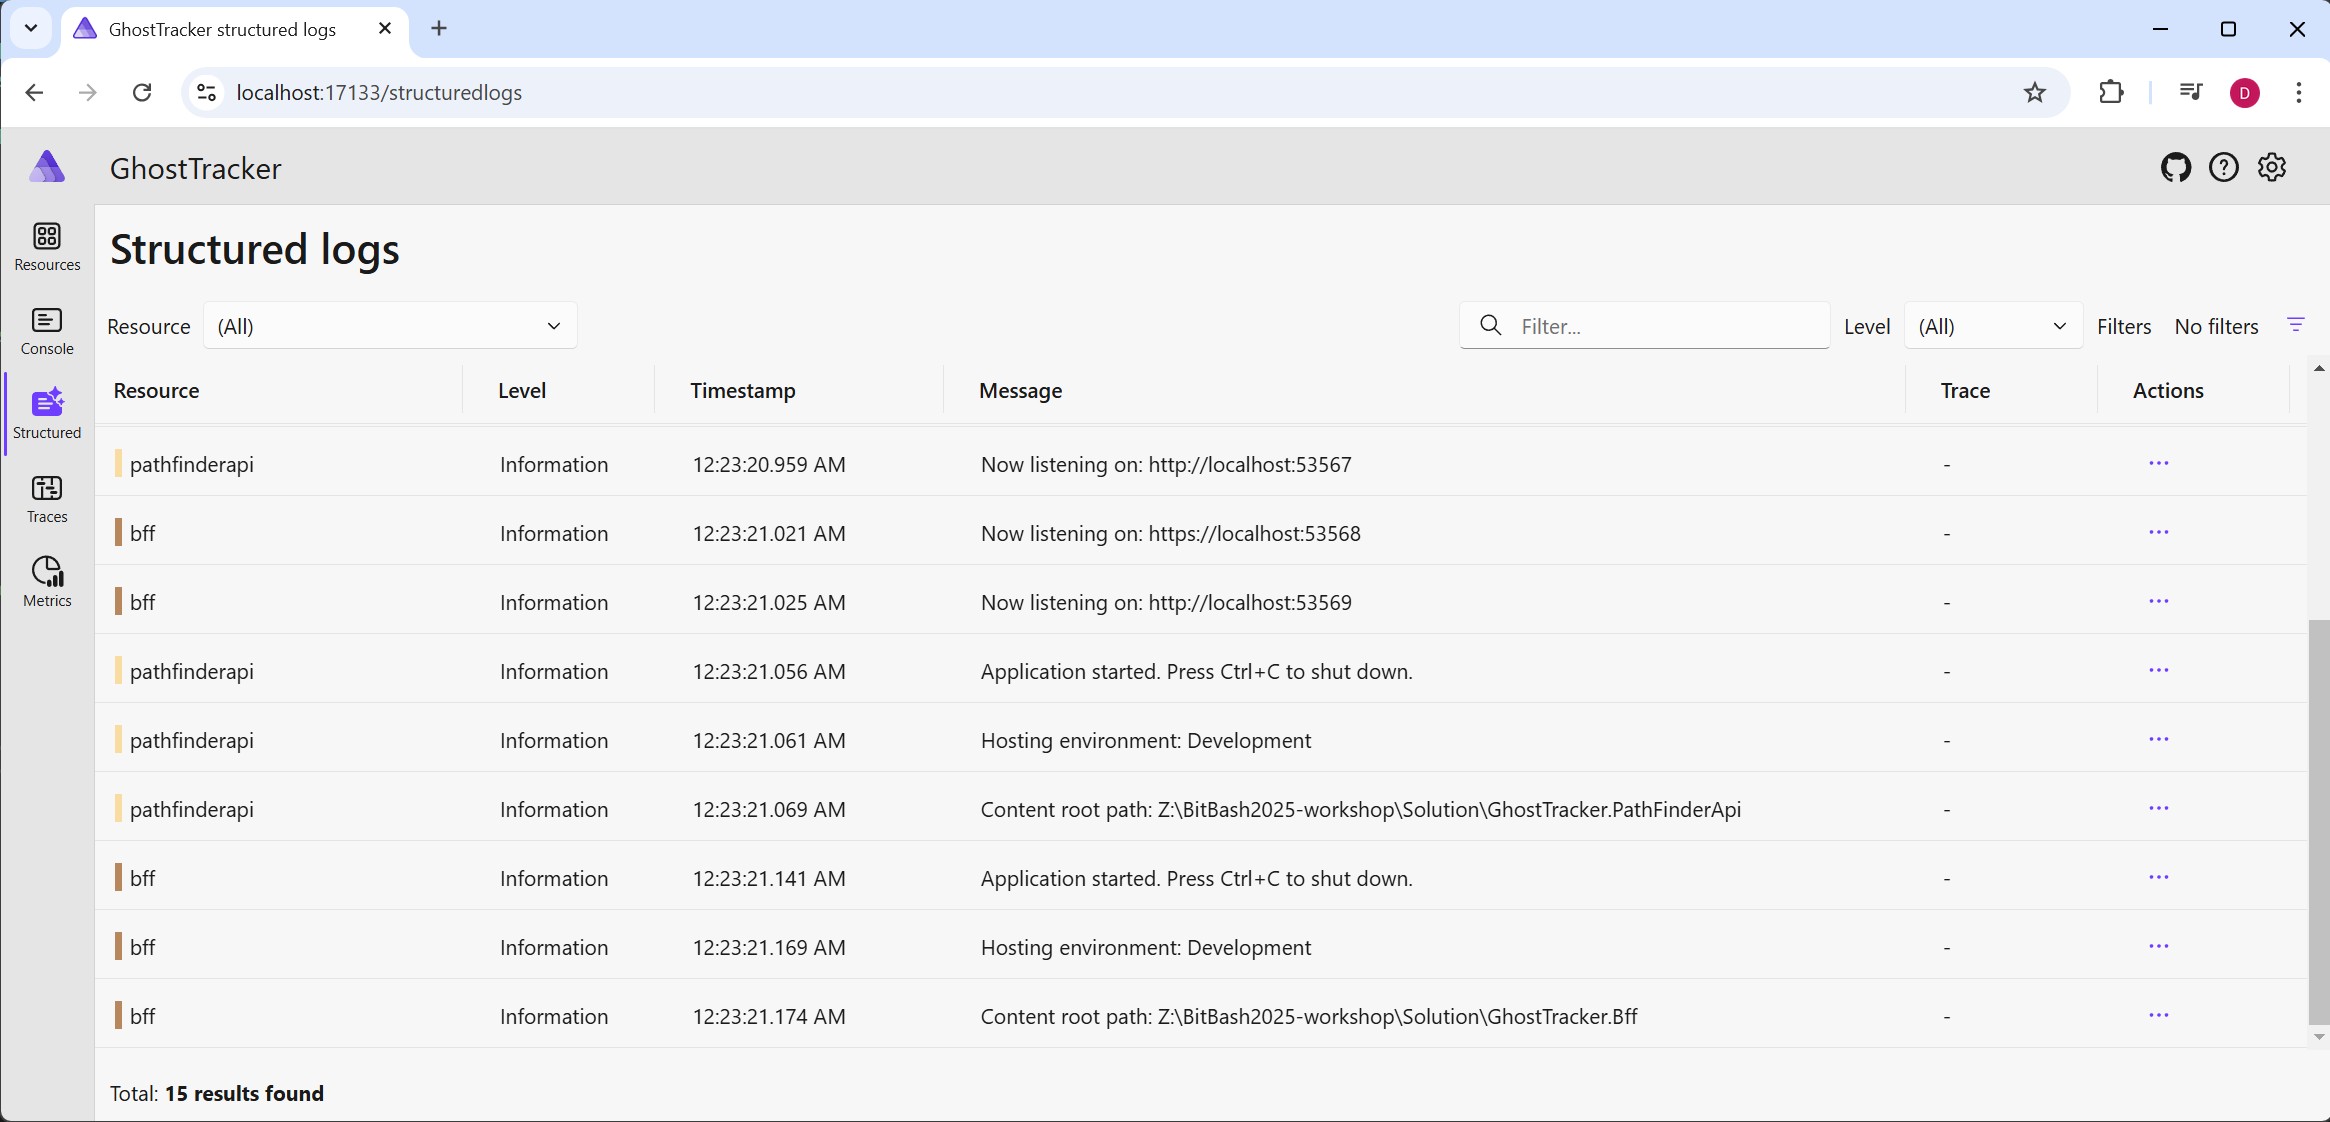 GhostTracker structured logs
localhost:17133/structuredlogs
D
GhostTracker
Resources
Console
Structured
Traces
Metrics
Structured logs
Resource (All) Filter... Level (All) Filters No filters
Resource Level Timestamp Message Trace Actions
pathfinderapi Information 12:23:20.959 AM Now listening on: http://localhost:53567 - ...
bff Information 12:23:21.021 AM Now listening on: https://localhost:53568 - ...
bff Information 12:23:21.025 AM Now listening on: http://localhost:53569 - ...
pathfinderapi Information 12:23:21.056 AM Application started. Press Ctrl+C to shut down. - ...
pathfinderapi Information 12:23:21.061 AM Hosting environment: Development - ...
pathfinderapi Information 12:23:21.069 AM Content root path: Z:\BitBash2025-workshop\Solution\GhostTracker.PathFinderApi - ...
bff Information 12:23:21.141 AM Application started. Press Ctrl+C to shut down. - ...
bff Information 12:23:21.169 AM Hosting environment: Development - ...
bff Information 12:23:21.174 AM Content root path: Z:\BitBash2025-workshop\Solution\GhostTracker.Bff - ...
Total: 15 results found